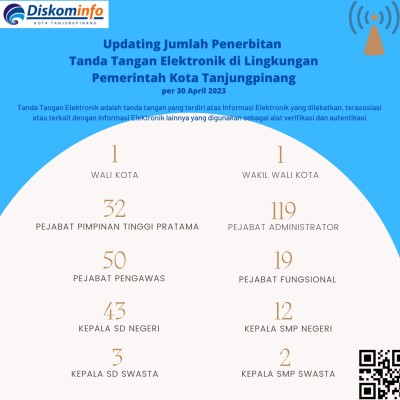 Diskominfo
KOTA TANJUNGPINANG
Updating Jumlah Penerbitan
Tanda Tangan Elektronik di Lingkungan
Pemerintah Kota Tanjungpinang
per 30 April 2023
Tanda Tangan Elektronik adalah tanda tangan yang terdiri atas Informasi Elektronik yang dilekatkan, terasosiasi
atau terkait dengan Informasi Elektronik lainnya yang digunakan sebagai alat verifikasi dan autentikasi
1 1
WALI KOTA WAKIL WALI KOTA
32 119
PEJABAT PIMPINAN TINGGI PRATAMA PEJABAT ADMINISTRATOR
50 19
PEJABAT PENGAWAS PEJABAT FUNGSIONAL
43 12
KEPALA SD NEGERI KEPALA SMP NEGERI
3 2
KEPALA SD SWASTA KEPALA SMP SWASTA